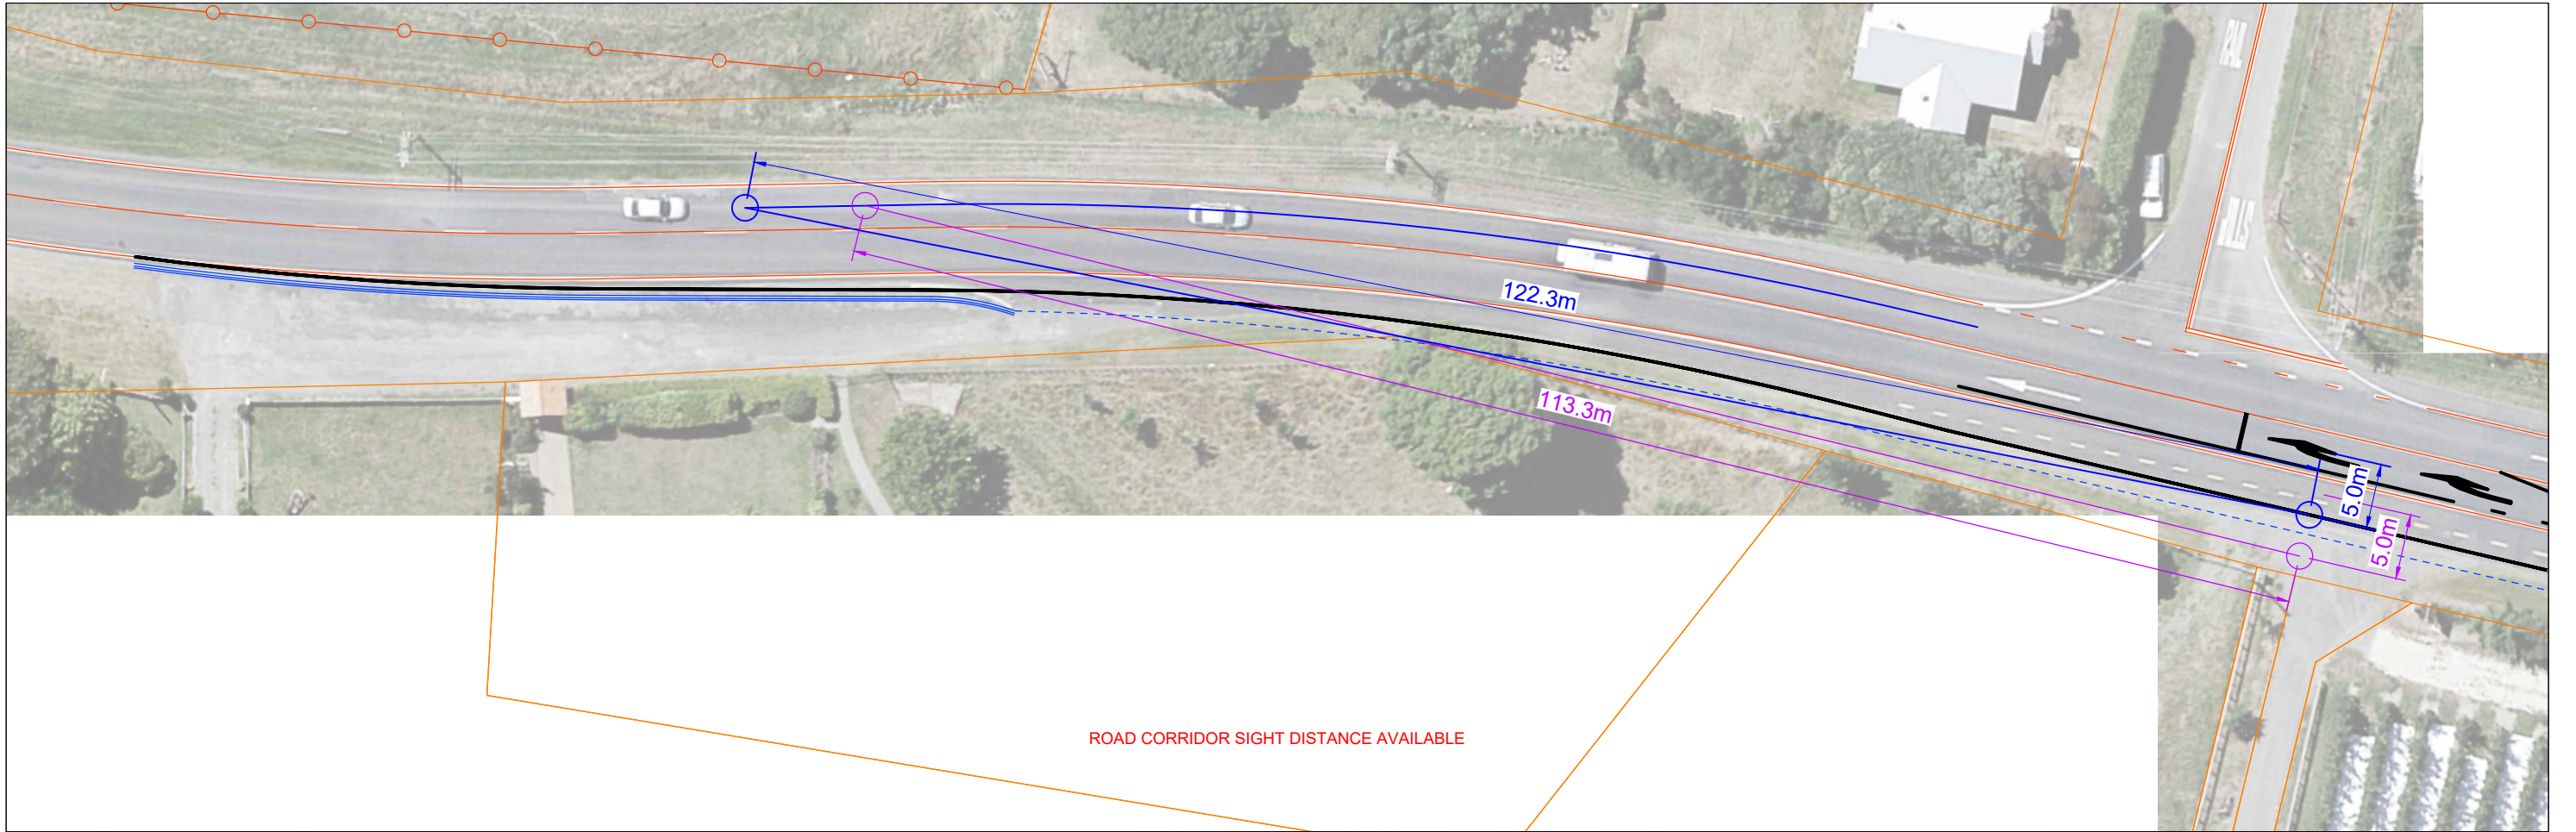 122.3m
113.3m
5.0m
5.0m
ROAD CORRIDOR SIGHT DISTANCE AVAILABLE